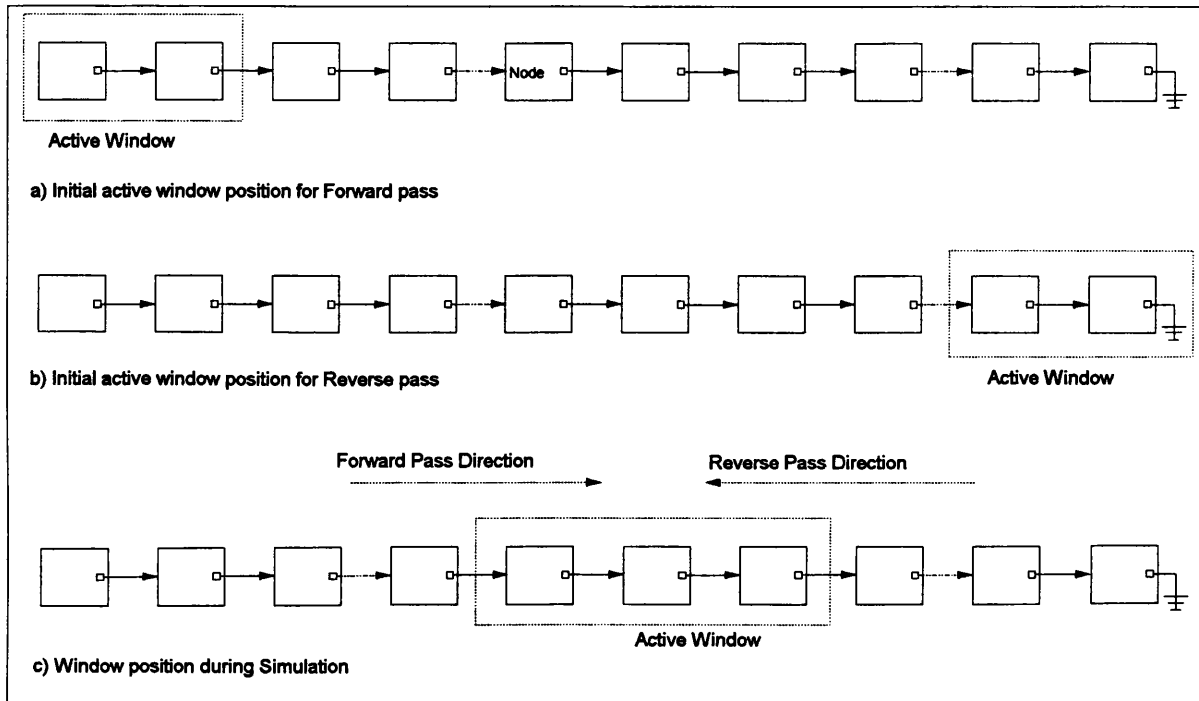 Node
Active Window
a) Initial active window position for Forward pass
b) Initial active window position for Reverse pass
Active Window
Forward Pass Direction
Reverse Pass Direction
Active Window
c) Window position during Simulation